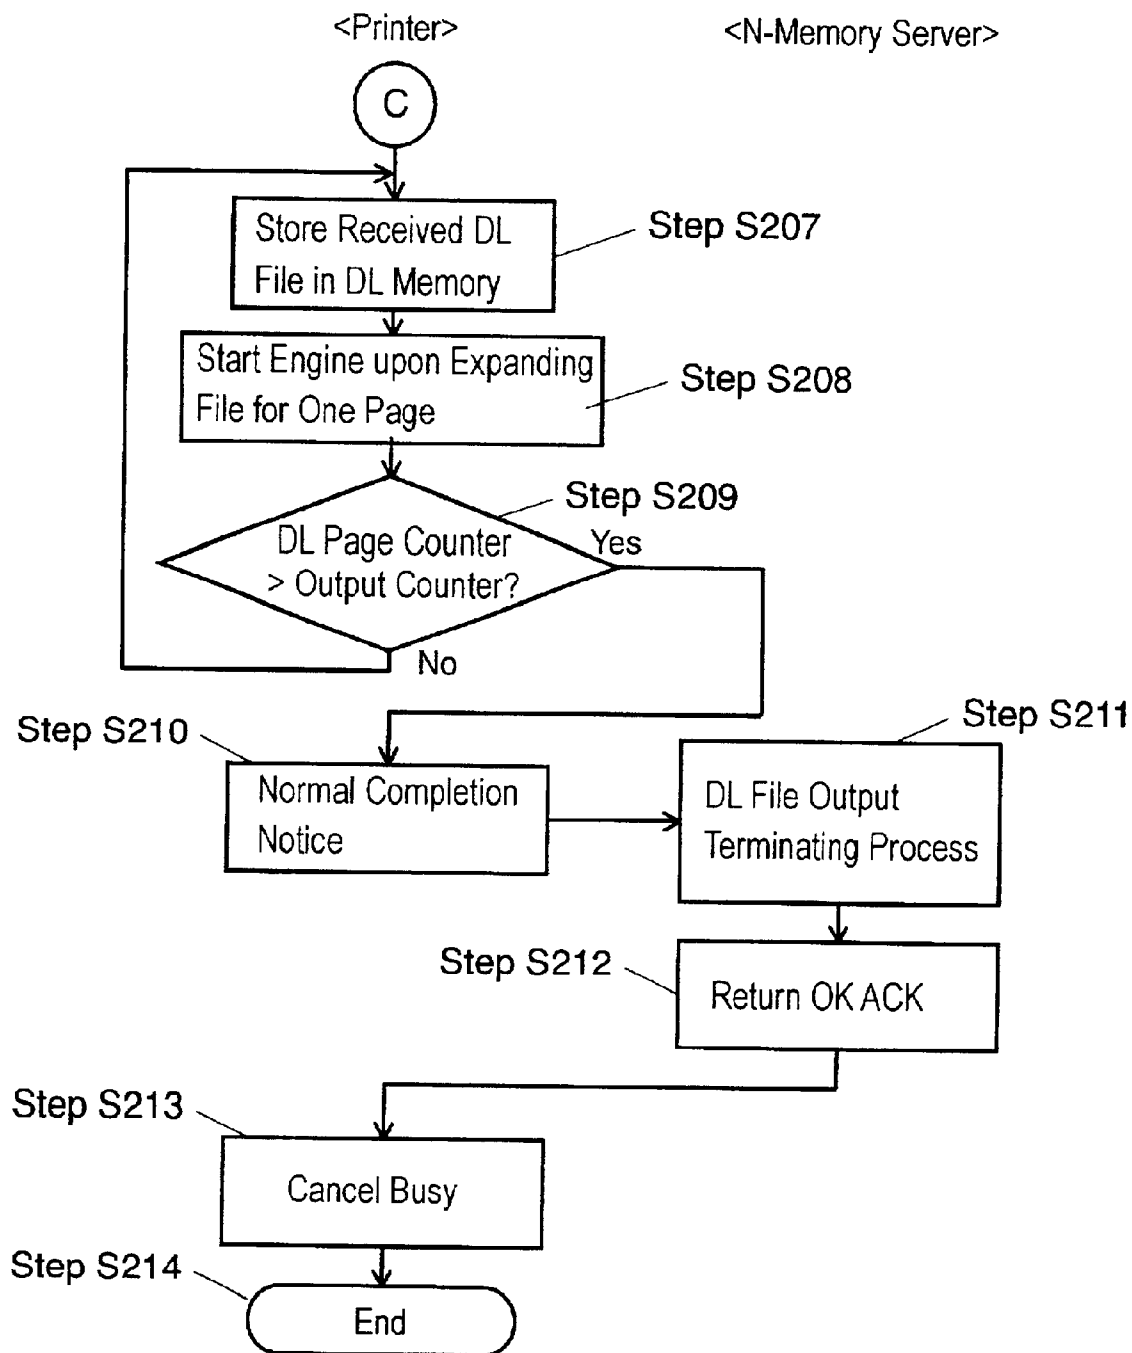 <Printer>
<N-Memory Server>
C
Store Received DL
File in DL Memory
Step S207
Start Engine upon Expanding
File for One Page
Step S208
Step S209
DL Page Counter
> Output Counter?
Yes
No
Step S210
Normal Completion
Notice
Step S211
DL File Output
Terminating Process
Step S212
Return OK ACK
Step S213
Cancel Busy
Step S214
End